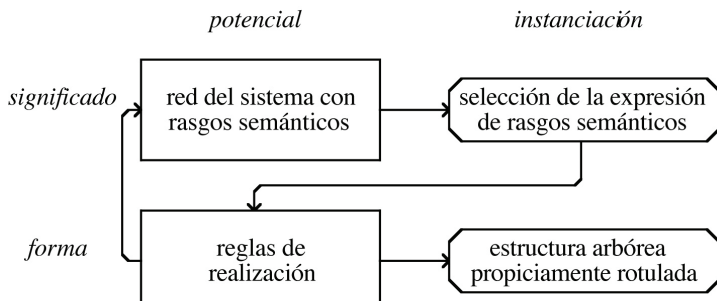 potencial
instanciación
significado
red del sistema con
rasgos semánticos
selección de la expresión
de rasgos semánticos
forma
reglas de
realización
estructura arbórea
propiciamente rotulada